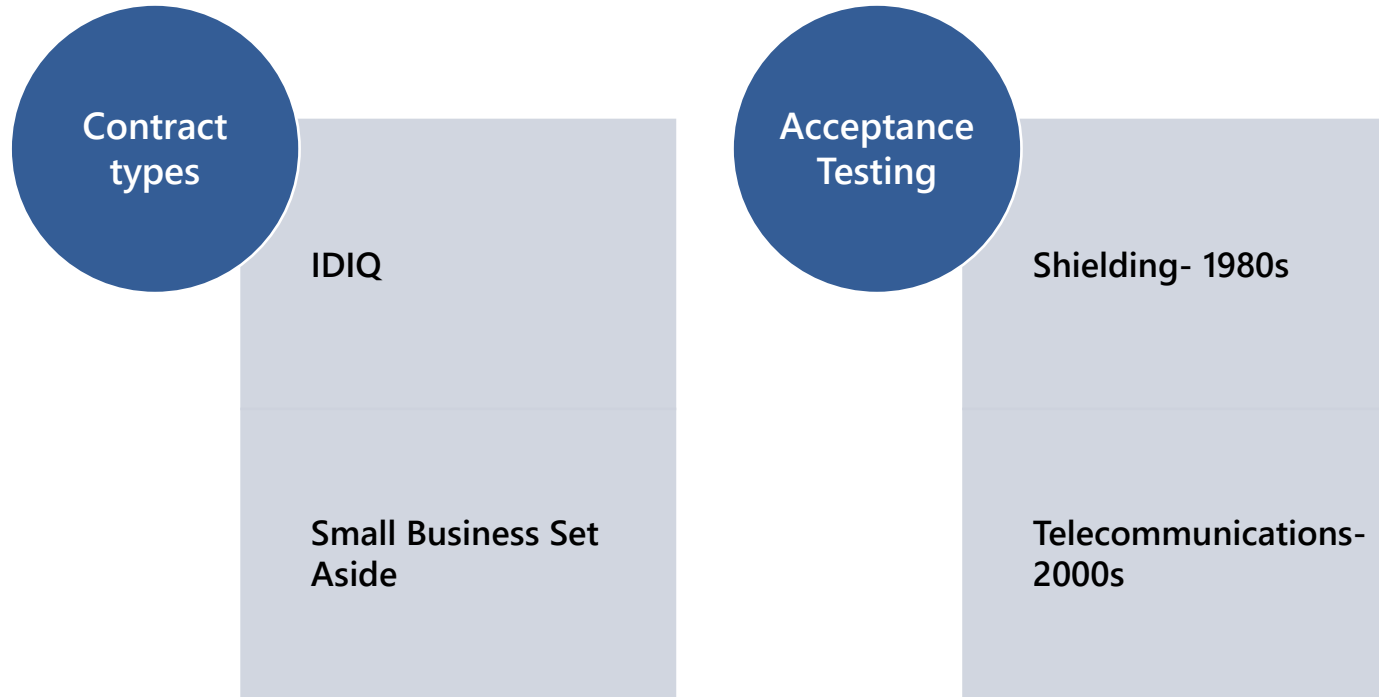 Contract
types
IDIQ
Small Business Set
Aside
Acceptance
Testing
Shielding- 1980s
Telecommunications-
2000s